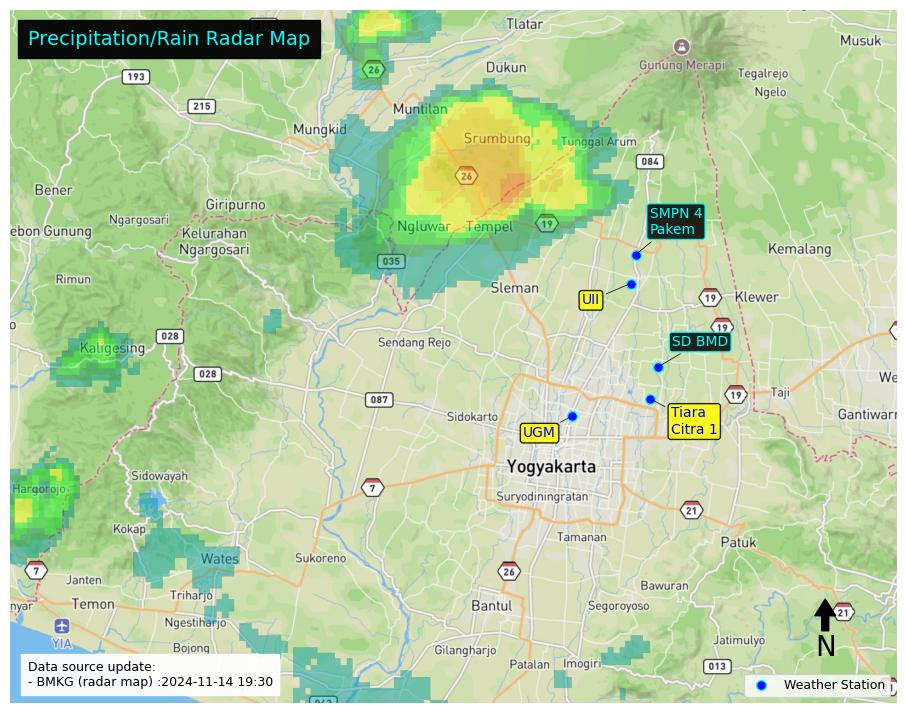 Precipitation/Rain Radar Map
Tlatar
Musuk
26
193
Dukun
Gunung Merapi
Tegalrejo
Ngelo
215
Muntilan
Mungkid
Srumbung
Tunggal Arum
084
26
Bener
Giripurno
Ngargosari
SMPN 4
Pakem
ebon Gunung
Kelurahan
Ngargosari
Ngluwar
Tempel
19
Kemalang
035
Rimun
Sleman
UII
19
Klewer
19
028
Kaligesing
Sendang Rejo
SD BMD
028
We
087
19
Taji
Sidokarto
Tiara
Citra 1
Gantiwarn
UGM
Yogyakarta
Hargorojo
Sidowayah
7
Suryodiningratan
21
Kopak
Tamanan
Patuk
Wates
Sukoreno
7
26
Janten
Bawuran
Triharjo
nyar
Temon
Bantul
Segoroyoso
21
Ngestiharjo
YIA
N
Bojong
Gilangharjo
Jatimulyo
Patalan
Imogiri
013
Data source update:
- BMKG (radar map) :2024-11-14 19:30
Weather Station